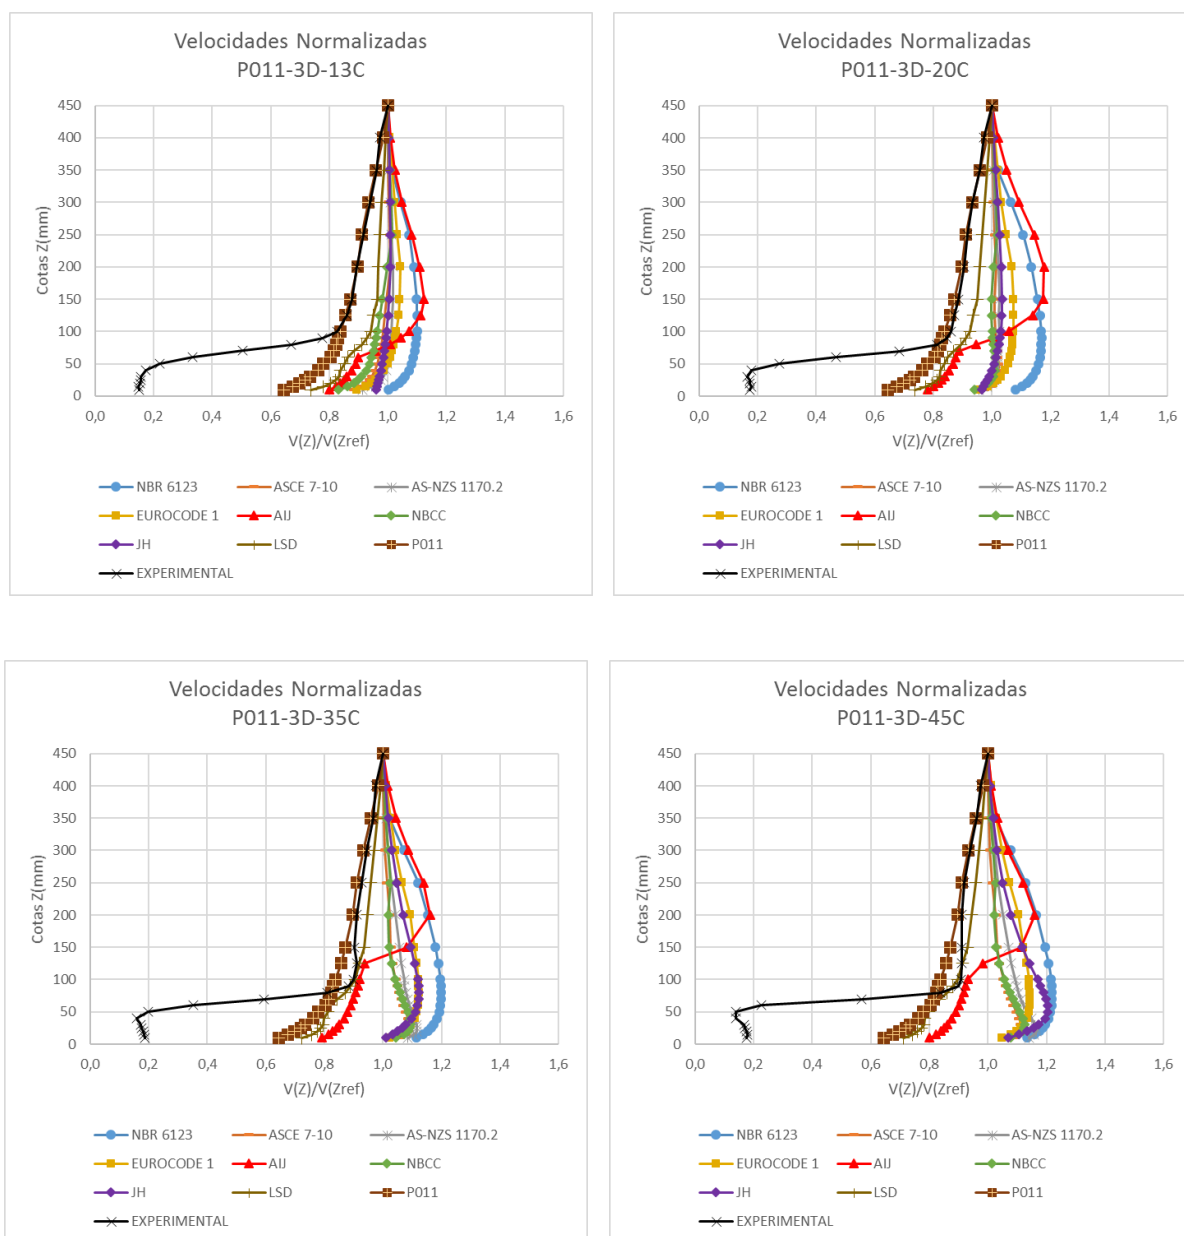 Velocidades Normalizadas
P011-3D-13C
Cotas Z(mm)
450
400
350
300
250
200
150
100
50
0
0,0 0,2 0,4 0,6 0,8 1,0 1,2 1,4 1,6
V(Z)/V(Zref)
NBR 6123 ASCE 7-10 AS-NZS 1170.2
EUROCODE 1 AIJ NBCC
JH LSD P011
EXPERIMENTAL
Velocidades Normalizadas
P011-3D-20C
Cotas Z(mm)
450
400
350
300
250
200
150
100
50
0
0,0 0,2 0,4 0,6 0,8 1,0 1,2 1,4 1,6
V(Z)/V(Zref)
NBR 6123 ASCE 7-10 AS-NZS 1170.2
EUROCODE 1 AIJ NBCC
JH LSD P011
EXPERIMENTAL
Velocidades Normalizadas
P011-3D-35C
Cotas Z(mm)
450
400
350
300
250
200
150
100
50
0
0,0 0,2 0,4 0,6 0,8 1,0 1,2 1,4 1,6
V(Z)/V(Zref)
NBR 6123 ASCE 7-10 AS-NZS 1170.2
EUROCODE 1 AIJ NBCC
JH LSD P011
EXPERIMENTAL
Velocidades Normalizadas
P011-3D-45C
Cotas Z(mm)
450
400
350
300
250
200
150
100
50
0
0,0 0,2 0,4 0,6 0,8 1,0 1,2 1,4 1,6
V(Z)/V(Zref)
NBR 6123 ASCE 7-10 AS-NZS 1170.2
EUROCODE 1 AIJ NBCC
JH LSD P011
EXPERIMENTAL